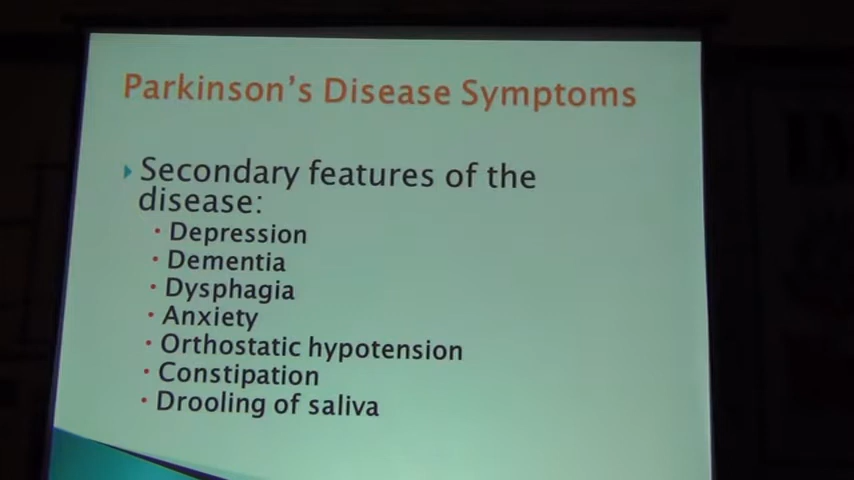 Parkinson's Disease Symptoms
Secondary features of the
disease:
Depression
Dementia
Dysphagia
Anxiety
Orthostatic hypotension
Constipation
Drooling of saliva